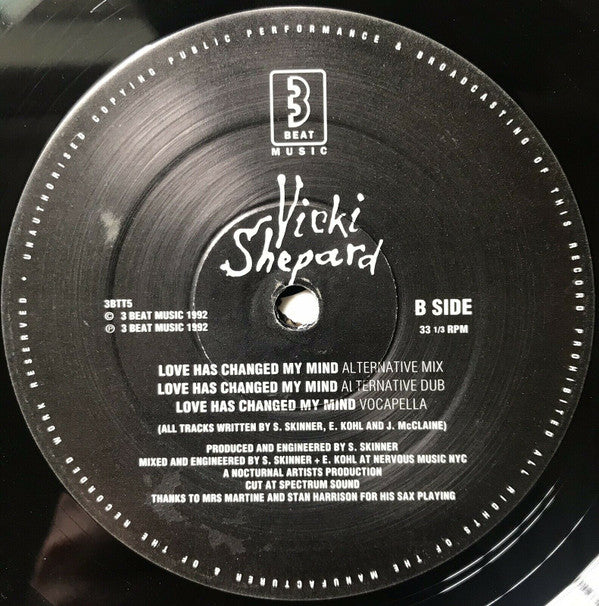 UNAUTHORISED COPYING PUBLIC PERFORMANCE & BROADCASTING OF THIS RECORD PROHIBITED ALL RIGHTS OF THE MANUFACTURER & OF THE RECORDED WORK RESERVED •
3
BEAT
MUSIC
Vicki
Shepard
3BTT5
© 3 BEAT MUSIC 1992
℗ 3 BEAT MUSIC 1992
B SIDE
33 1/3 RPM
LOVE HAS CHANGED MY MIND ALTERNATIVE MIX
LOVE HAS CHANGED MY MIND ALTERNATIVE DUB
LOVE HAS CHANGED MY MIND VOCAPELLA
(ALL TRACKS WRITTEN BY S. SKINNER, E. KOHL AND J. McCLAINE)
PRODUCED AND ENGINEERED BY S. SKINNER
MIXED AND ENGINEERED BY S. SKINNER + E. KOHL AT NERVOUS MUSIC NYC
A NOCTURNAL ARTISTS PRODUCTION
CUT AT SPECTRUM SOUND
THANKS TO MRS MARTINE AND STAN HARRISON FOR HIS SAX PLAYING